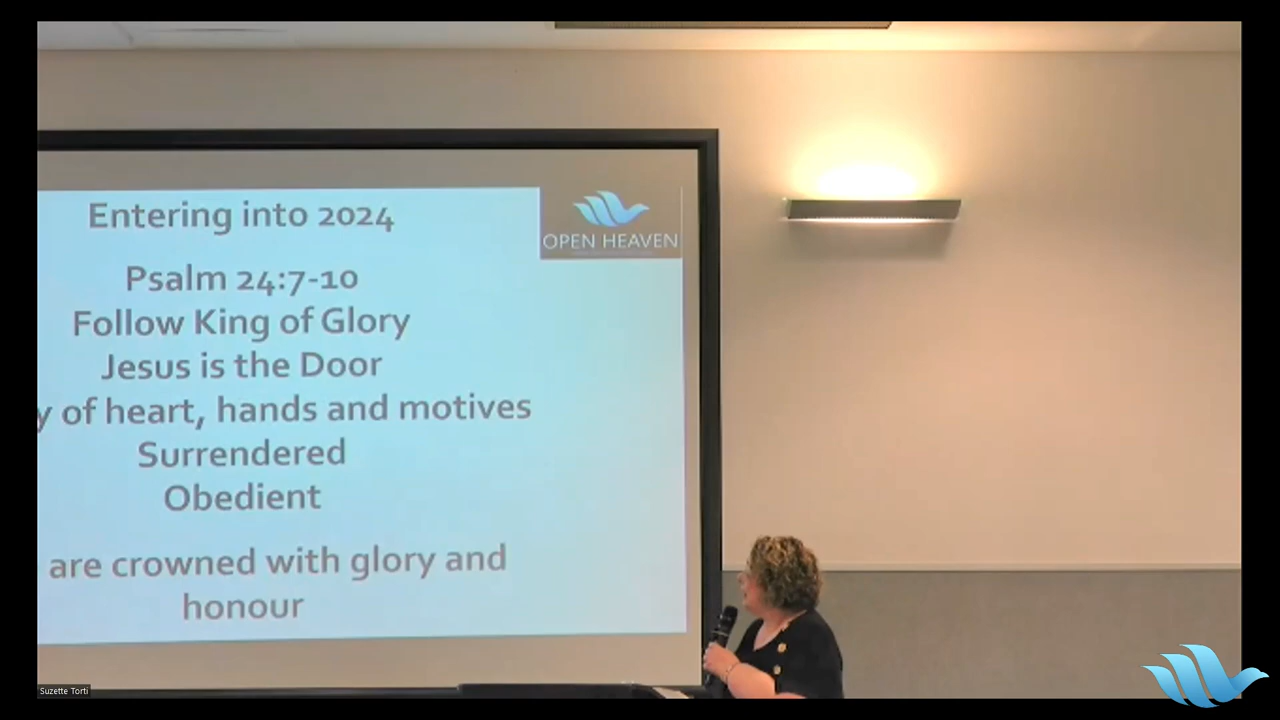 Entering into 2024
OPEN HEAVEN
Psalm 24:7-10
Follow King of Glory
Jesus is the Door
y of heart, hands and motives
Surrendered
Obedient
are crowned with glory and
honour
Suzette Torti